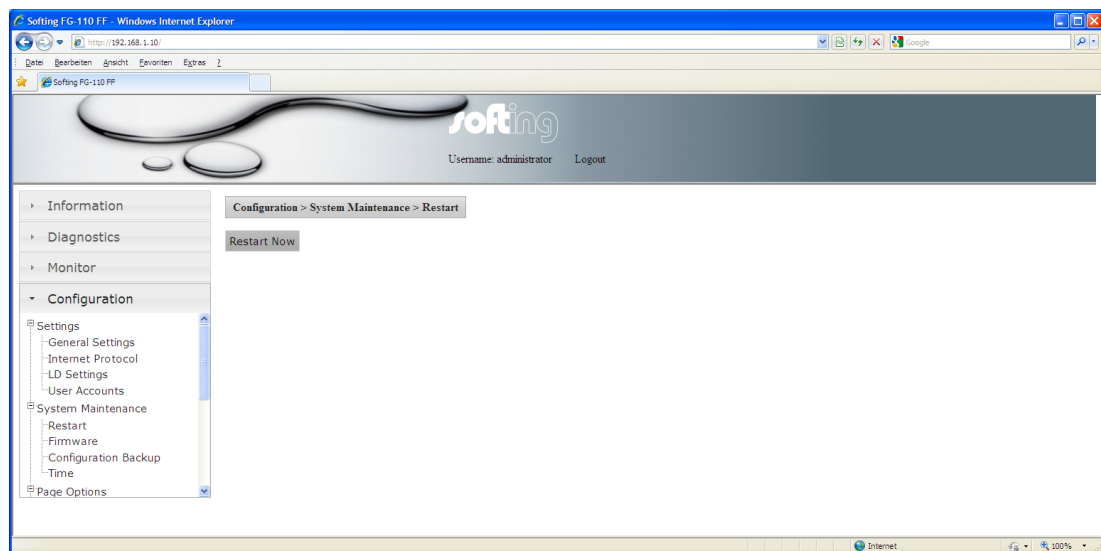 Softing FG-110 FF - Windows Internet Explorer
http://192.168.1.10/
Google
Datei Bearbeiten Ansicht Favoriten Extras ?
Softing FG-110 FF
softing
Username: administrator Logout
Information
Diagnostics
Monitor
Configuration
Settings
General Settings
Internet Protocol
LD Settings
User Accounts
System Maintenance
Restart
Firmware
Configuration Backup
Time
Page Options
Configuration > System Maintenance > Restart
Restart Now
Internet
100%